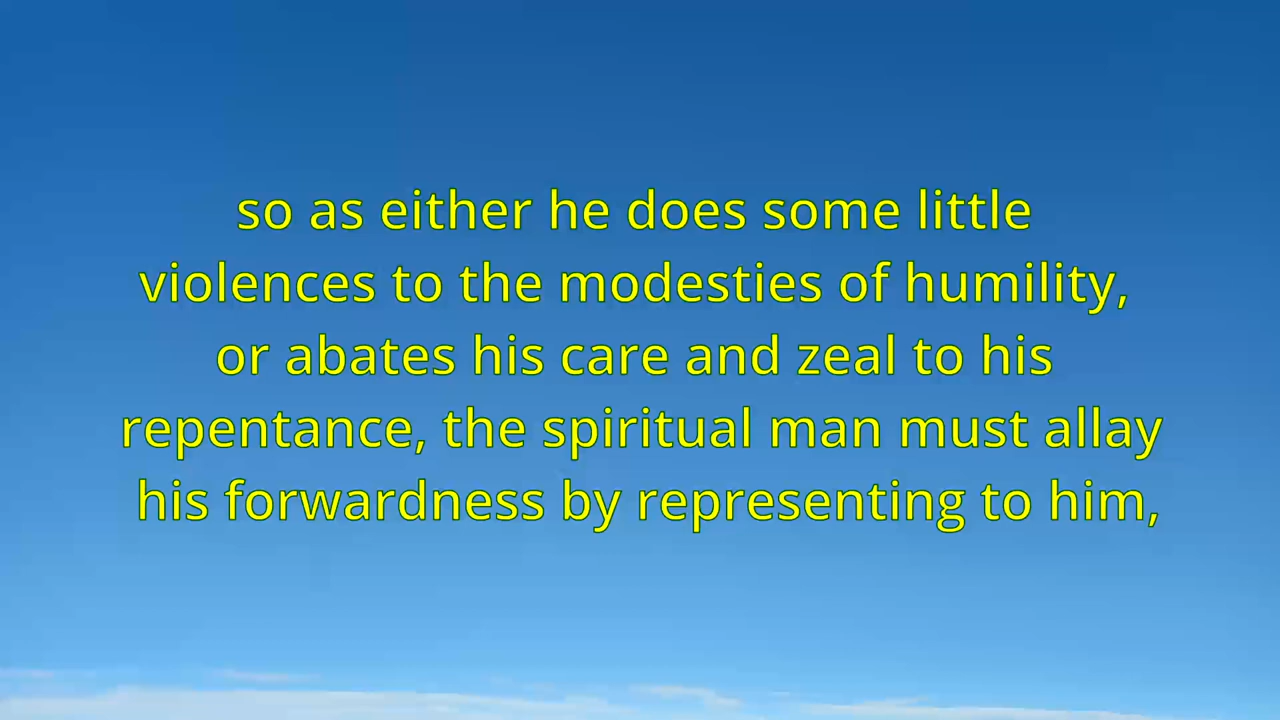 so as either he does some little
violences to the modesties of humility,
or abates his care and zeal to his
repentance, the spiritual man must allay
his forwardness by representing to him,